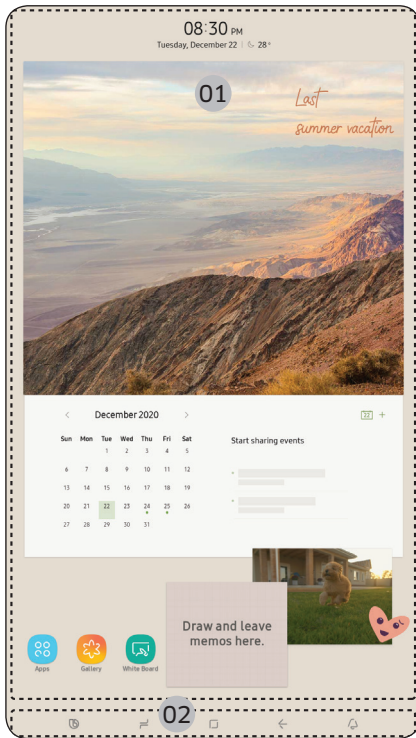 08:30 PM
Tuesday, December 22 | 28°
01
Last
summer vacation
< December 2020 >
22 +
Sun Mon Tue Wed Thu Fri Sat
1 2 3 4 5
6 7 8 9 10 11 12
13 14 15 16 17 18 19
20 21 22 23 24 25 26
27 28 29 30 31
Start sharing events
Draw and leave
memos here.
Apps Gallery White Board
02